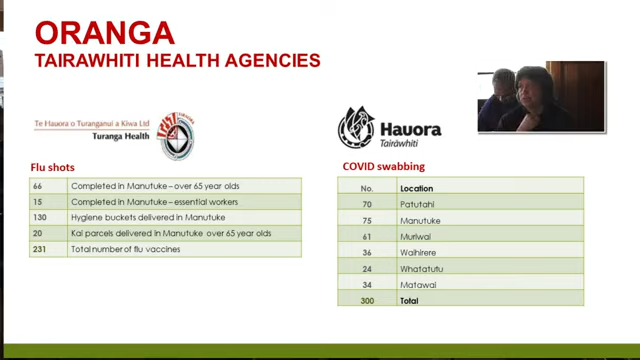 ORANGA
TAIRAWHITI HEALTH AGENCIES
Te Hauora o Turanganui a Kiwa Ltd
Turanga Health
Flu shots
66 Completed in Manutuke – over 65 year olds
15 Completed in Manutuke – essential workers
130 Hygiene buckets delivered in Manutuke
20 Kai parcels delivered in Manutuke over 65 year olds
231 Total number of flu vaccines
Hauora
Tairāwhiti
COVID swabbing
No. Location
70 Patutahi
75 Manutuke
61 Muriwai
36 Waihirere
24 Whatatutu
34 Matawai
300 Total